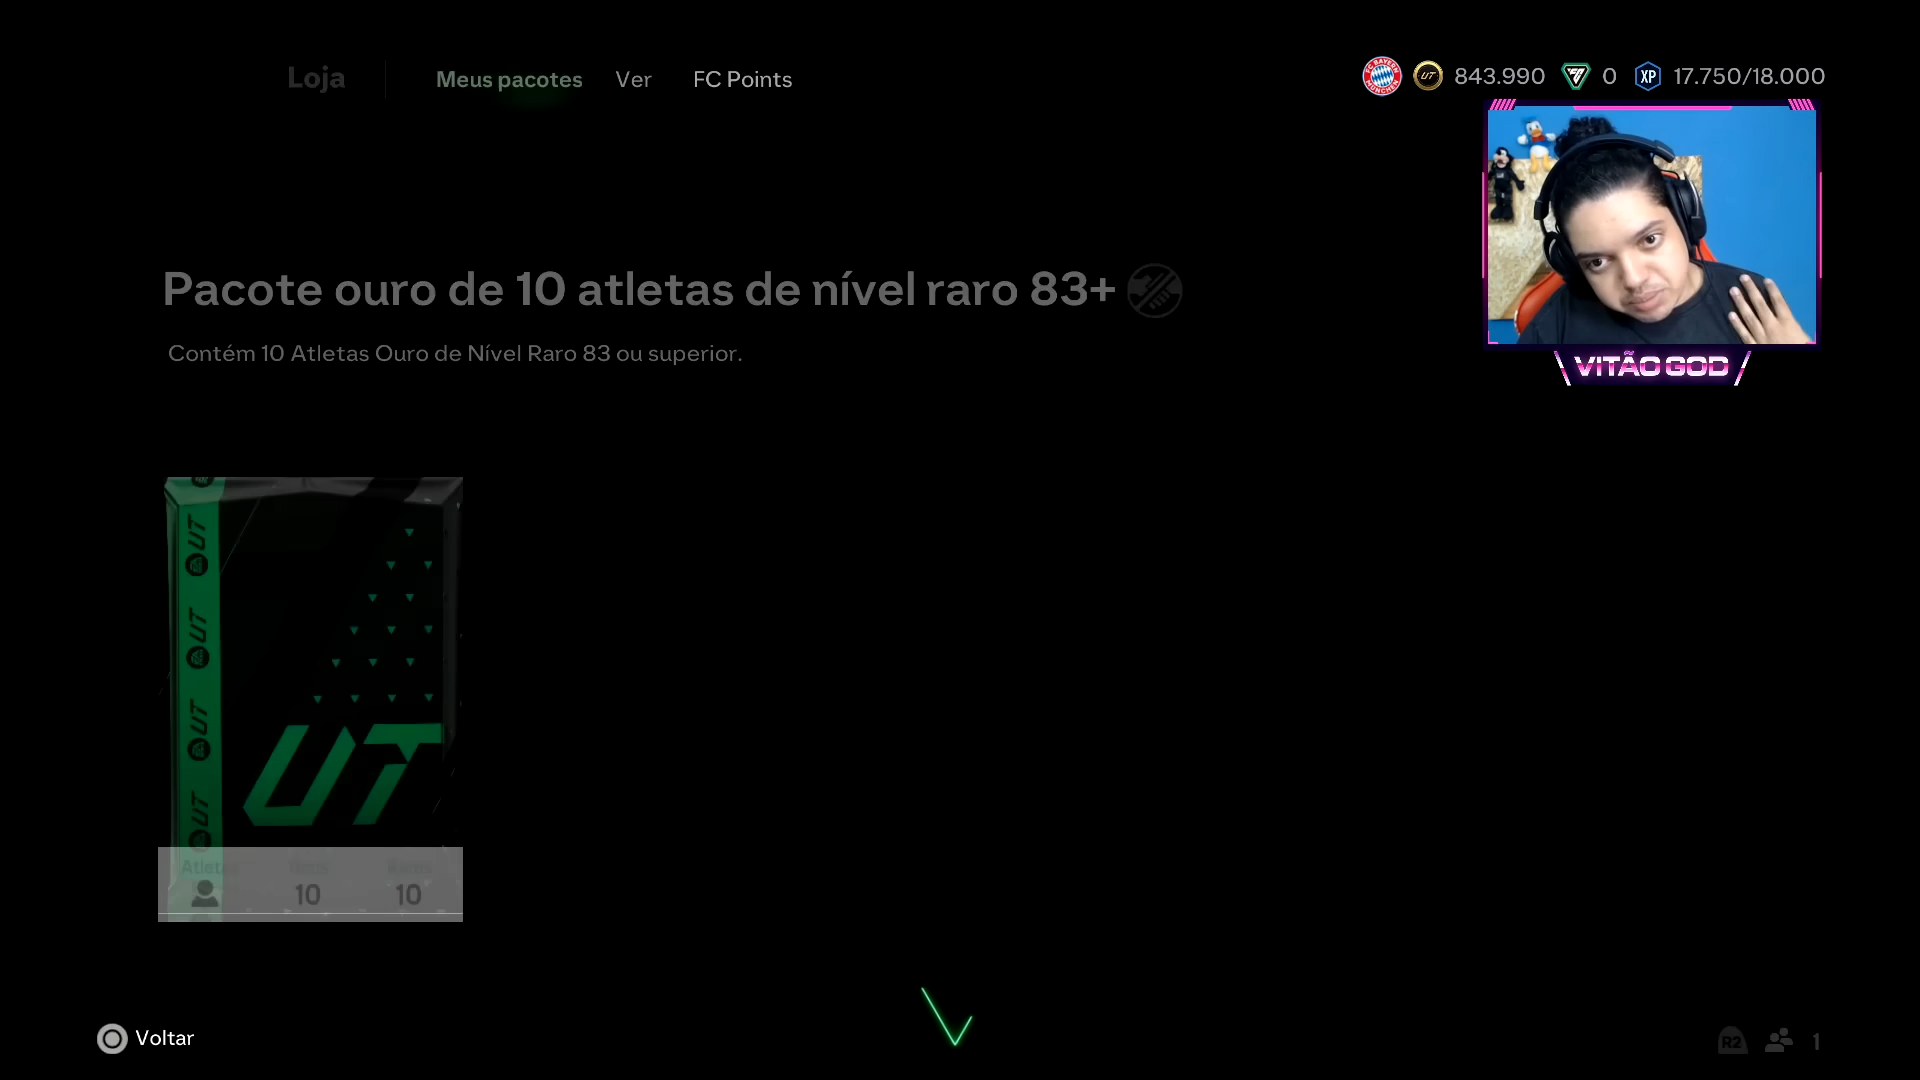 Loja
Meus pacotes
Ver
FC Points
843.990
0
XP
17.750/18.000
Pacote ouro de 10 atletas de nível raro 83+
Contém 10 Atletas Ouro de Nível Raro 83 ou superior.
VITÃO GOD
UT
UT
UT
UT
UT
10
10
Voltar
R2
1